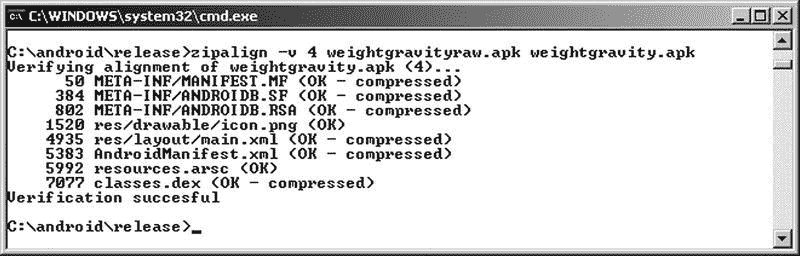 C:\WINDOWS\system32\cmd.exe
C:\android\release>zipalign -v 4 weightgravityraw.apk weightgravity.apk
Verifying alignment of weightgravity.apk (4)...
50 META-INF/MANIFEST.MF (OK - compressed)
384 META-INF/ANDROIDB.SF (OK - compressed)
802 META-INF/ANDROIDB.RSA (OK - compressed)
1520 res/drawable/icon.png (OK)
4935 res/layout/main.xml (OK - compressed)
5383 AndroidManifest.xml (OK - compressed)
5992 resources.arsc (OK)
7077 classes.dex (OK - compressed)
Verification succesful
C:\android\release>_